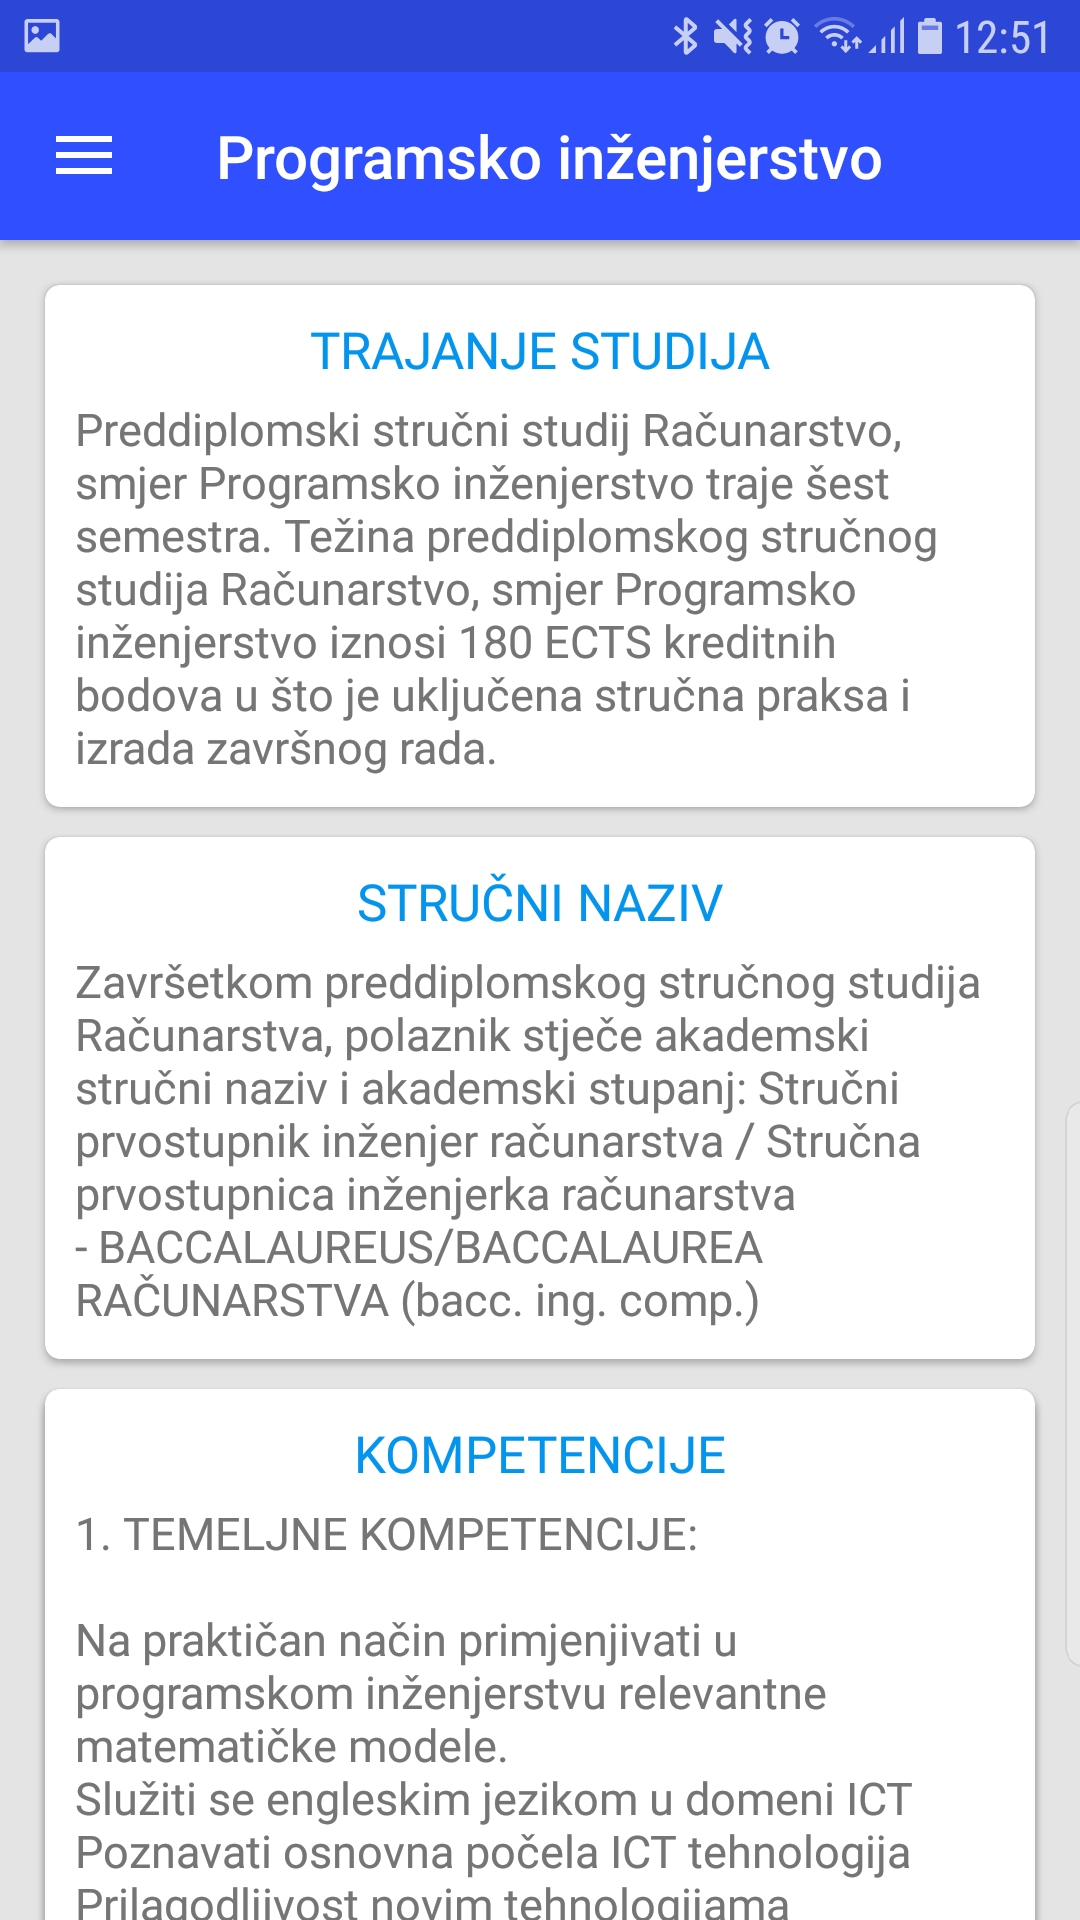 12:51
Programsko inženjerstvo
TRAJANJE STUDIJA
Preddiplomski stručni studij Računarstvo,
smjer Programsko inženjerstvo traje šest
semestra. Težina preddiplomskog stručnog
studija Računarstvo, smjer Programsko
inženjerstvo iznosi 180 ECTS kreditnih
bodova u što je uključena stručna praksa i
izrada završnog rada.
STRUČNI NAZIV
Završetkom preddiplomskog stručnog studija
Računarstva, polaznik stječe akademski
stručni naziv i akademski stupanj: Stručni
prvostupnik inženjer računarstva / Stručna
prvostupnica inženjerka računarstva
- BACCALAUREUS/BACCALAUREA
RAČUNARSTVA (bacc. ing. comp.)
KOMPETENCIJE
1. TEMELJNE KOMPETENCIJE:
Na praktičan način primjenjivati u
programskom inženjerstvu relevantne
matematičke modele.
Služiti se engleskim jezikom u domeni ICT
Poznavati osnovna počela ICT tehnologija
Prilagodljivost novim tehnologijama